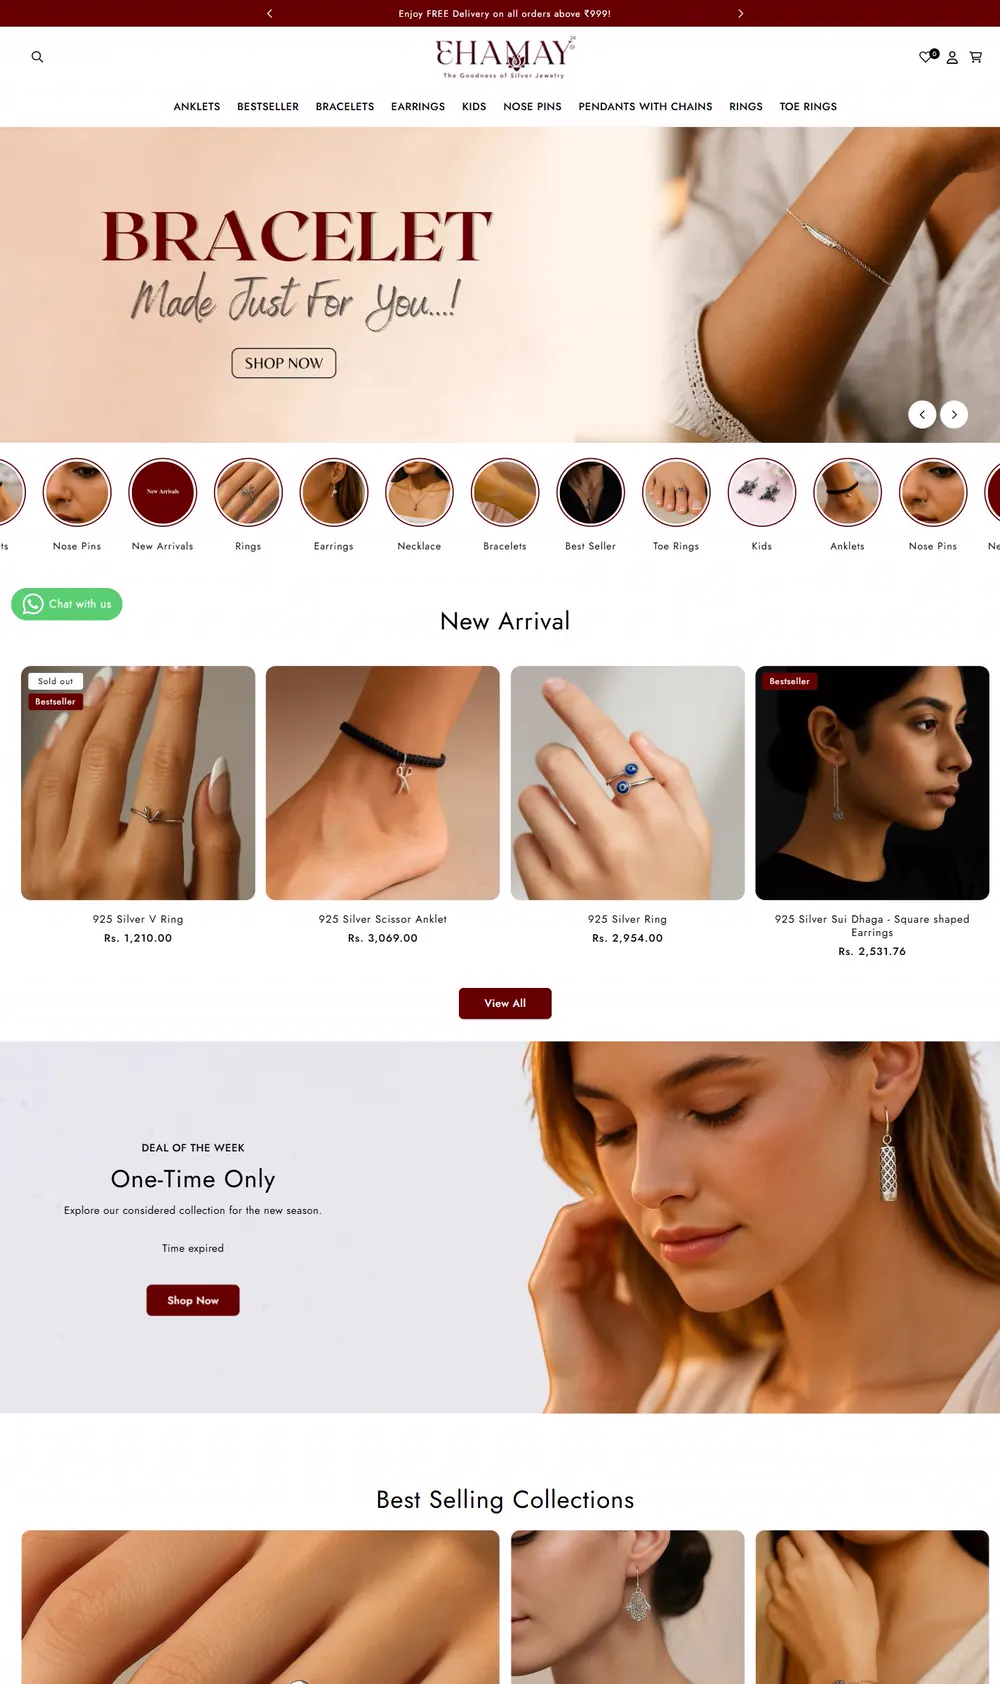 Enjoy FREE Delivery on all orders above ₹999!
EHAMAY
The Goodness of Silver Jewelry
0
ANKLETS BESTSELLER BRACELETS EARRINGS KIDS NOSE PINS PENDANTS WITH CHAINS RINGS TOE RINGS
BRACELET
Made Just For You...!
SHOP NOW
New Arrivals
ts Nose Pins New Arrivals Rings Earrings Necklace Bracelets Best Seller Toe Rings Kids Anklets Nose Pins Ne
Chat with us
New Arrival
Sold out
Bestseller
Bestseller
925 Silver V Ring
Rs. 1,210.00
925 Silver Scissor Anklet
Rs. 3,069.00
925 Silver Ring
Rs. 2,954.00
925 Silver Sui Dhaga - Square shaped
Earrings
Rs. 2,531.76
View All
DEAL OF THE WEEK
One-Time Only
Explore our considered collection for the new season.
Time expired
Shop Now
Best Selling Collections